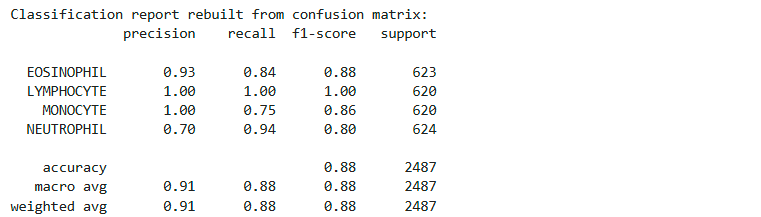 Classification report rebuilt from confusion matrix:
precision recall f1-score support
EOSINOPHIL 0.93 0.84 0.88 623
LYMPHOCYTE 1.00 1.00 1.00 620
MONOCYTE 1.00 0.75 0.86 620
NEUTROPHIL 0.70 0.94 0.80 624
accuracy 0.88 2487
macro avg 0.91 0.88 0.88 2487
weighted avg 0.91 0.88 0.88 2487